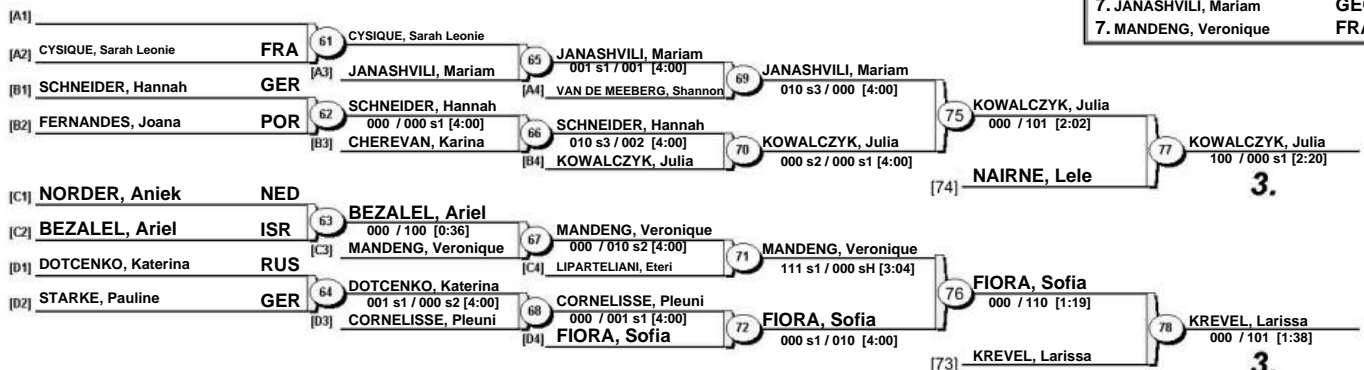 7. JANASHVILI, Mariam GEO
7. MANDENG, Veronique FRA
[A1]
[A2] CYSIQUE, Sarah Leonie FRA
61 CYSIQUE, Sarah Leonie
[A3] JANASHVILI, Mariam
65 JANASHVILI, Mariam
001 s1 / 001 [4:00]
[A4] VAN DE MEEBERG, Shannon
69 JANASHVILI, Mariam
010 s3 / 000 [4:00]
[B1] SCHNEIDER, Hannah GER
[B2] FERNANDES, Joana POR
62 SCHNEIDER, Hannah
000 / 000 s1 [4:00]
[B3] CHEREVAN, Karina
66 SCHNEIDER, Hannah
010 s3 / 002 [4:00]
[B4] KOWALCZYK, Julia
70 KOWALCZYK, Julia
000 s2 / 000 s1 [4:00]
75 KOWALCZYK, Julia
000 / 101 [2:02]
[74] NAIRNE, Lele
77 KOWALCZYK, Julia
100 / 000 s1 [2:20]
3.
[C1] NORDER, Aniek NED
[C2] BEZALEL, Ariel ISR
63 BEZALEL, Ariel
000 / 100 [0:36]
[C3] MANDENG, Veronique
67 MANDENG, Veronique
000 / 010 s2 [4:00]
[C4] LIPARTELIANI, Eteri
71 MANDENG, Veronique
111 s1 / 000 sH [3:04]
[D1] DOTCENKO, Katerina RUS
[D2] STARKE, Pauline GER
64 DOTCENKO, Katerina
001 s1 / 000 s2 [4:00]
[D3] CORNELISSE, Pleuni
68 CORNELISSE, Pleuni
000 / 001 s1 [4:00]
[D4] FIORA, Sofia
72 FIORA, Sofia
000 s1 / 010 [4:00]
76 FIORA, Sofia
000 / 110 [1:19]
[73] KREVEL, Larissa
78 KREVEL, Larissa
000 / 101 [1:38]
3.